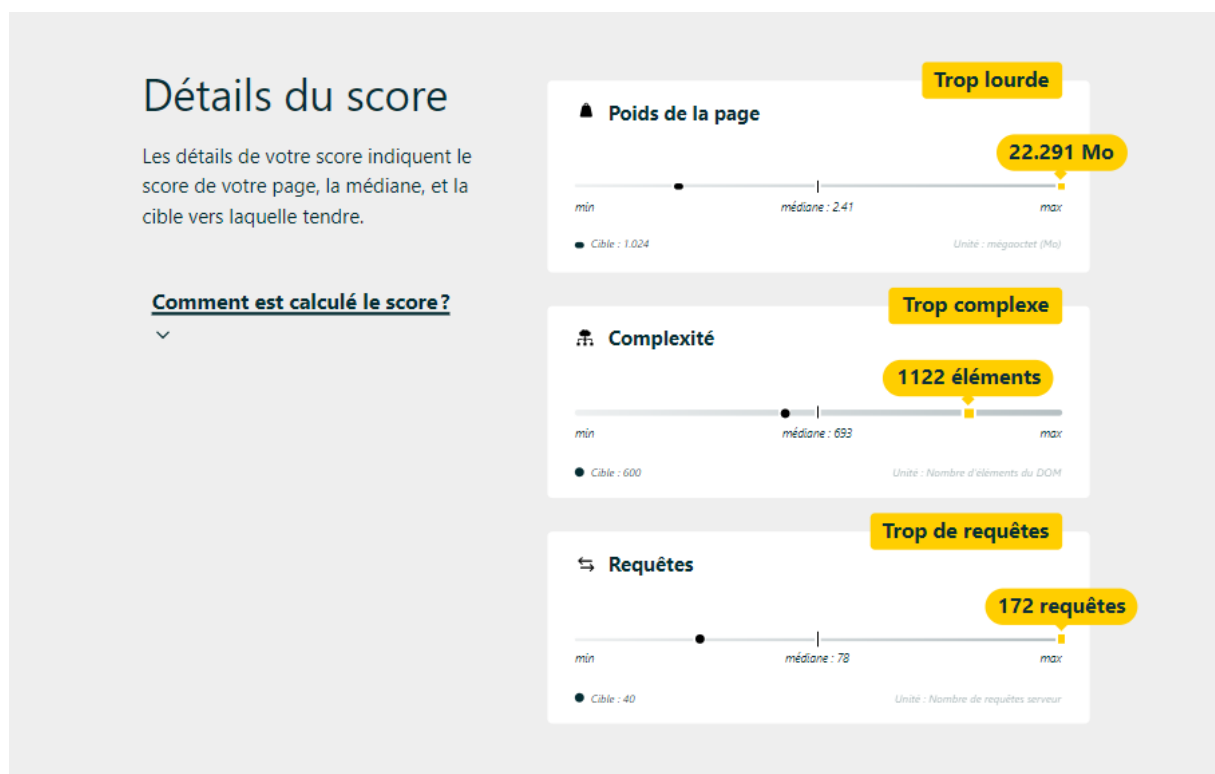 Détails du score
Les détails de votre score indiquent le
score de votre page, la médiane, et la
cible vers laquelle tendre.
Comment est calculé le score ?
Trop lourde
Poids de la page
22.291 Mo
min
médiane : 2.41
max
Cible : 1.024
Unité : mégaoctet (Mo)
Trop complexe
Complexité
1122 éléments
min
médiane : 693
max
Cible : 600
Unité : Nombre d'éléments du DOM
Trop de requêtes
Requêtes
172 requêtes
min
médiane : 78
max
Cible : 40
Unité : Nombre de requêtes serveur